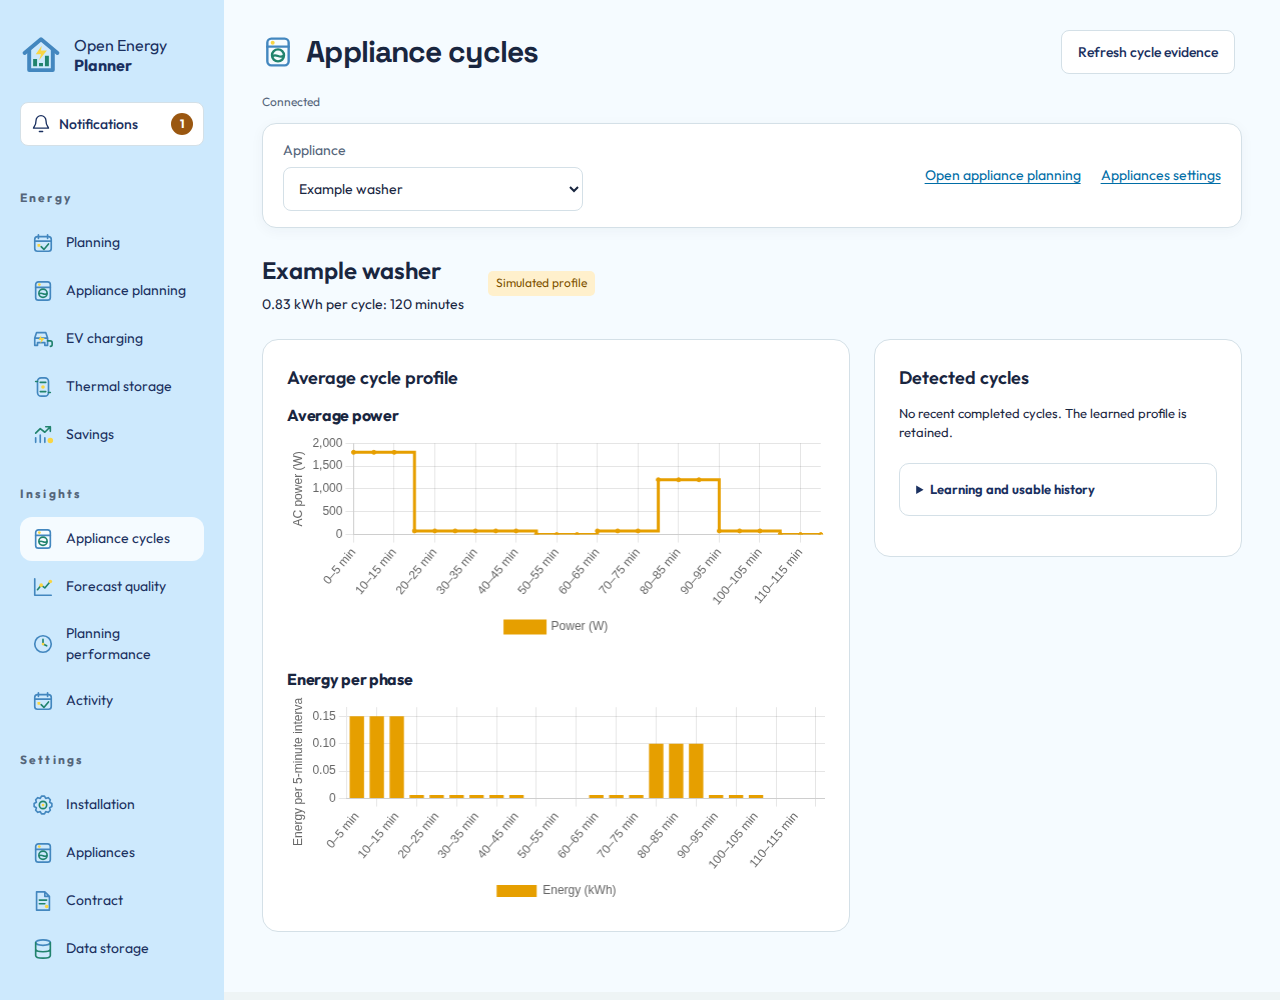 Open Energy
Planner
Notifications 1
Energy
Planning
Appliance planning
EV charging
Thermal storage
Savings
Insights
Appliance cycles
Forecast quality
Planning
performance
Activity
Settings
Installation
Appliances
Contract
Data storage
Appliance cycles
Refresh cycle evidence
Connected
Appliance
Example washer
Open appliance planning
Appliances settings
Example washer
0.83 kWh per cycle: 120 minutes
Simulated profile
Average cycle profile
Average power
AC power (W)
2,000
1,500
1,000
500
0
0–5 min
10–15 min
20–25 min
30–35 min
40–45 min
50–55 min
60–65 min
70–75 min
80–85 min
90–95 min
100–105 min
110–115 min
Power (W)
Energy per phase
Energy per 5-minute interva
0.15
0.10
0.05
0
0–5 min
10–15 min
20–25 min
30–35 min
40–45 min
50–55 min
60–65 min
70–75 min
80–85 min
90–95 min
100–105 min
110–115 min
Energy (kWh)
Detected cycles
No recent completed cycles. The learned profile is
retained.
Learning and usable history